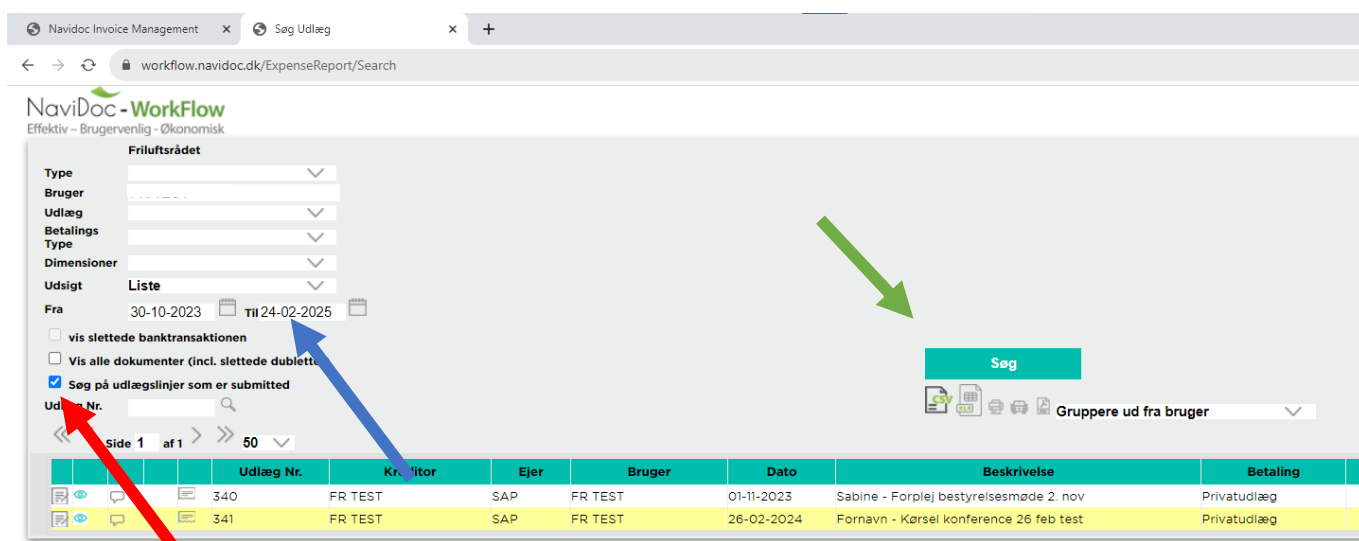 Navidoc Invoice Management
Søg Udlæg
workflow.navidoc.dk/ExpenseReport/Search
NaviDoc - WorkFlow
Effektiv – Brugervenlig - Økonomisk
Friluftsrådet
Type
Bruger
Udlæg
Betalings
Type
Dimensioner
Udsigt Liste
Fra 30-10-2023 Til 24-02-2025
vis slettede banktransaktionen
Vis alle dokumenter (incl. slettede
Søg på udlægslinjer som er submitted
Søg
Nr.
CSV XLS Gruppere ud fra bruger
Side 1 af 1 50
Udlæg Nr. Kreditor Ejer Bruger Dato Beskrivelse Betaling
340 FR TEST SAP FR TEST 01-11-2023 Sabine - Forplej bestyrelsesmøde 2. nov Privatudlæg
341 FR TEST SAP FR TEST 26-02-2024 Fornavn - Kørsel konference 26 feb test Privatudlæg